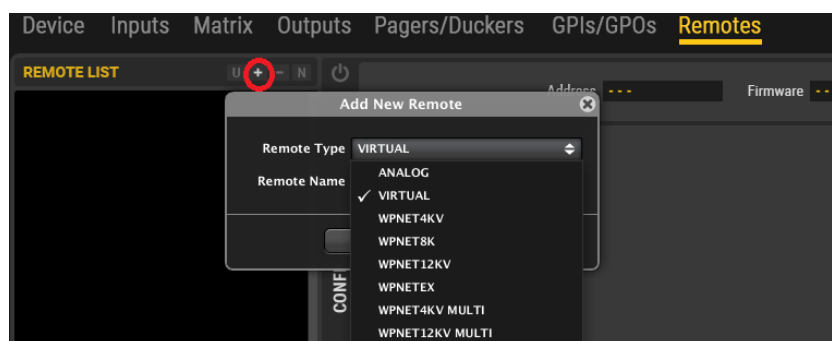 Device Inputs Matrix Outputs Pagers/Duckers GPIs/GPOs Remotes
REMOTE LIST U + - N
Address --- Firmware --
Add New Remote
Remote Type VIRTUAL
Remote Name
ANALOG
✓ VIRTUAL
WPNET4KV
WPNET8K
WPNET12KV
WPNETEX
WPNET4KV MULTI
WPNET12KV MULTI